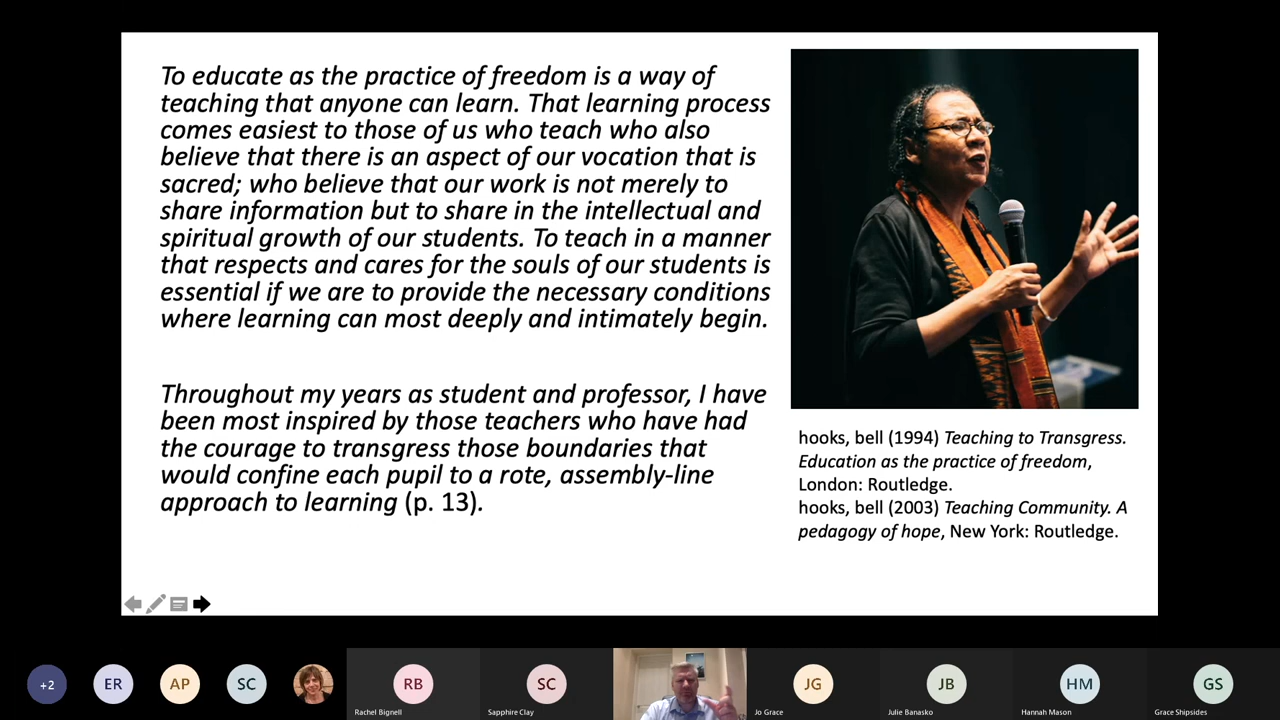 To educate as the practice of freedom is a way of
teaching that anyone can learn. That learning process
comes easiest to those of us who teach who also
believe that there is an aspect of our vocation that is
sacred; who believe that our work is not merely to
share information but to share in the intellectual and
spiritual growth of our students. To teach in a manner
that respects and cares for the souls of our students is
essential if we are to provide the necessary conditions
where learning can most deeply and intimately begin.
Throughout my years as student and professor, I have
been most inspired by those teachers who have had
the courage to transgress those boundaries that
would confine each pupil to a rote, assembly-line
approach to learning (p. 13).
hooks, bell (1994) Teaching to Transgress.
Education as the practice of freedom,
London: Routledge.
hooks, bell (2003) Teaching Community. A
pedagogy of hope, New York: Routledge.
+2
ER
AP
SC
RB
Rachel Bignell
SC
Sapphire Clay
JG
Jo Grace
JB
Julie Banasko
HM
Hannah Mason
GS
Grace Shipsides